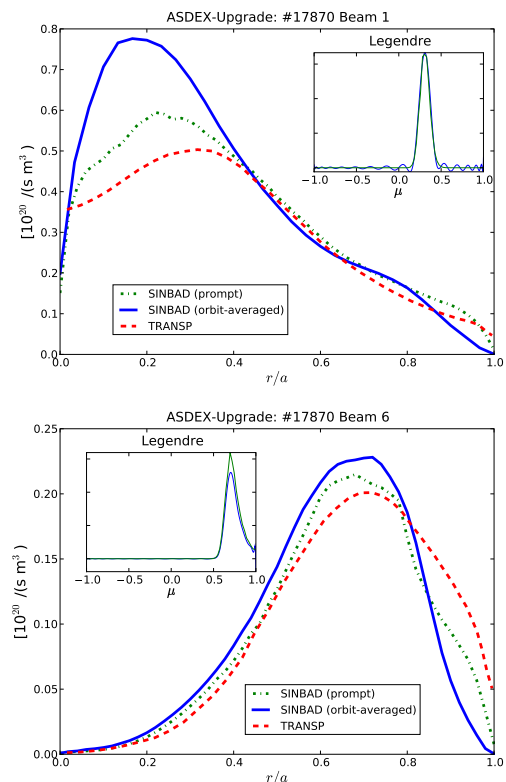 ASDEX-Upgrade: #17870 Beam 1
0.8
0.7
0.6
0.5
0.4
0.3
0.2
0.1
0.0
[10²⁰ /(s m³ )
Legendre
−1.0 −0.5 0.0 0.5 1.0
μ
SINBAD (prompt)
SINBAD (orbit-averaged)
TRANSP
0.0 0.2 0.4 0.6 0.8 1.0
r/a
ASDEX-Upgrade: #17870 Beam 6
0.25
0.20
0.15
0.10
0.05
0.00
[10²⁰ /(s m³ )
Legendre
−1.0 −0.5 0.0 0.5 1.0
μ
SINBAD (prompt)
SINBAD (orbit-averaged)
TRANSP
0.0 0.2 0.4 0.6 0.8 1.0
r/a